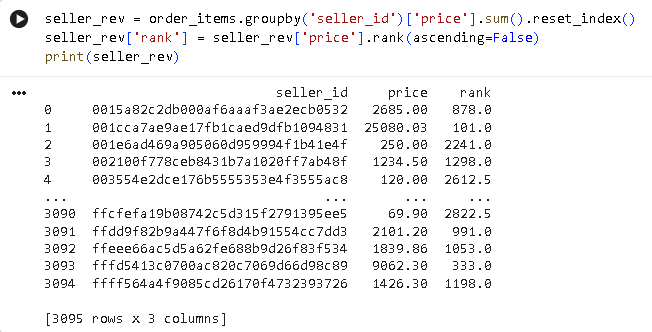 seller_rev = order_items.groupby('seller_id')['price'].sum().reset_index()
seller_rev['rank'] = seller_rev['price'].rank(ascending=False)
print(seller_rev)
seller_id price rank
0 0015a82c2db000af6aaaf3ae2ecb0532 2685.00 878.0
1 001cca7ae9ae17fb1caed9dfb1094831 25080.03 101.0
2 001e6ad469a905060d959994f1b41e4f 250.00 2241.0
3 002100f778ceb8431b7a1020ff7ab48f 1234.50 1298.0
4 003554e2dce176b5555353e4f3555ac8 120.00 2612.5
... ... ... ...
3090 ffcfefa19b08742c5d315f2791395ee5 69.90 2822.5
3091 ffdd9f82b9a447f6f8d4b91554cc7dd3 2101.20 991.0
3092 ffeee66ac5d5a62fe688b9d26f83f534 1839.86 1053.0
3093 fffd5413c0700ac820c7069d66d98c89 9062.30 333.0
3094 ffff564a4f9085cd26170f4732393726 1426.30 1198.0
[3095 rows x 3 columns]